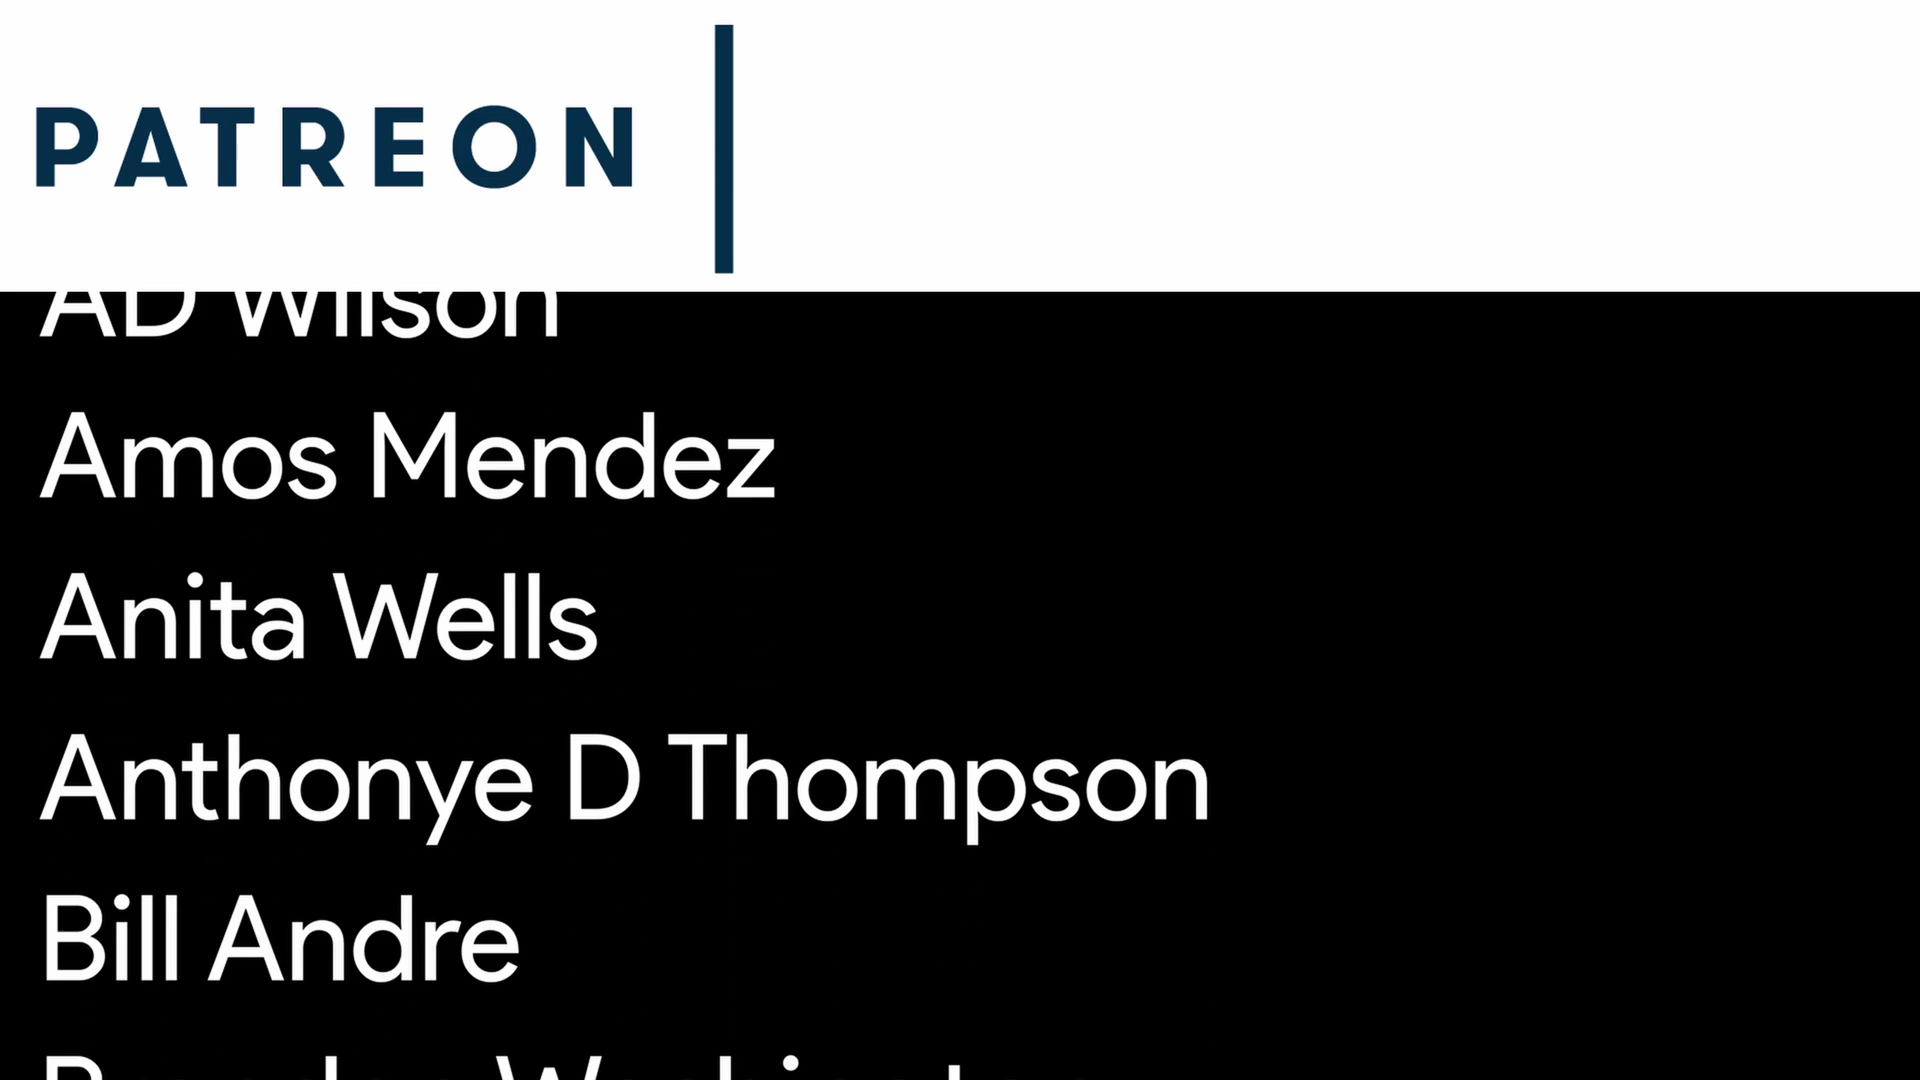 PATREON
AD Wilson
Amos Mendez
Anita Wells
Anthonye D Thompson
Bill Andre